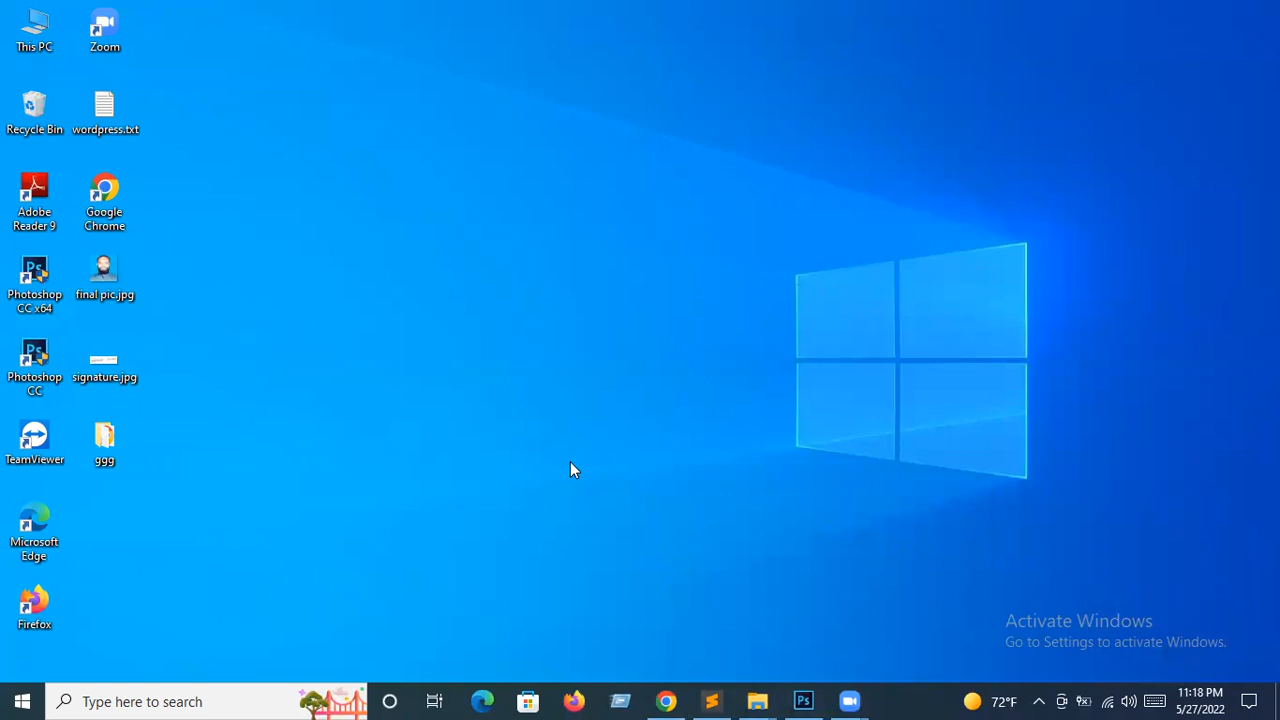 This PC
Zoom
Recycle Bin
wordpress.txt
Adobe
Reader 9
Google
Chrome
Photoshop
CC x64
final pic.jpg
Photoshop
CC
signature.jpg
TeamViewer
ggg
Microsoft
Edge
Firefox
Activate Windows
Go to Settings to activate Windows.
Type here to search
Ps
72°F
11:18 PM
5/27/2022